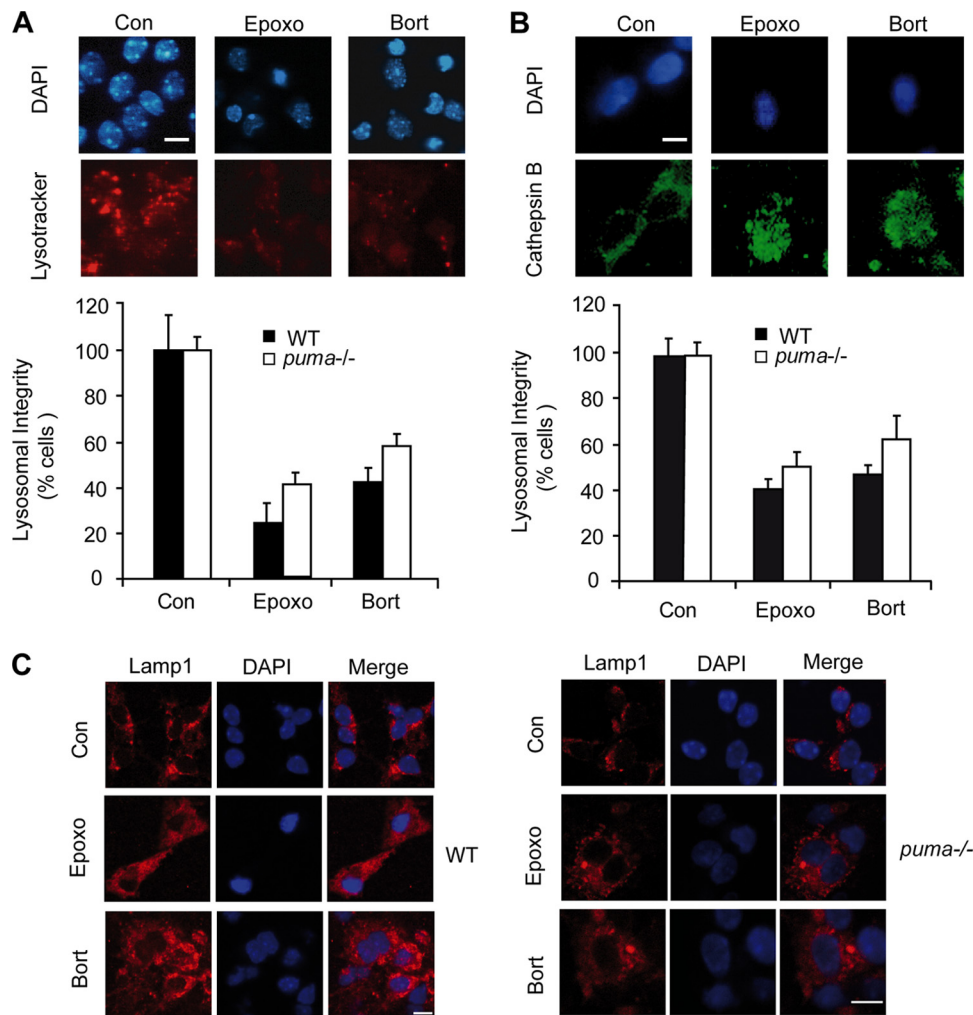 A
Con Epoxo Bort
DAPI
Lysotracker
Lysosomal Integrity
(% cells )
120
100
80
60
40
20
0
WT
puma-/-
Con Epoxo Bort
B
Con Epoxo Bort
DAPI
Cathepsin B
Lysosomal Integrity
(% cells )
120
100
80
60
40
20
0
WT
puma-/-
Con Epoxo Bort
C
Lamp1 DAPI Merge
Con
Epoxo
Bort
WT
Lamp1 DAPI Merge
Con
Epoxo
Bort
puma-/-